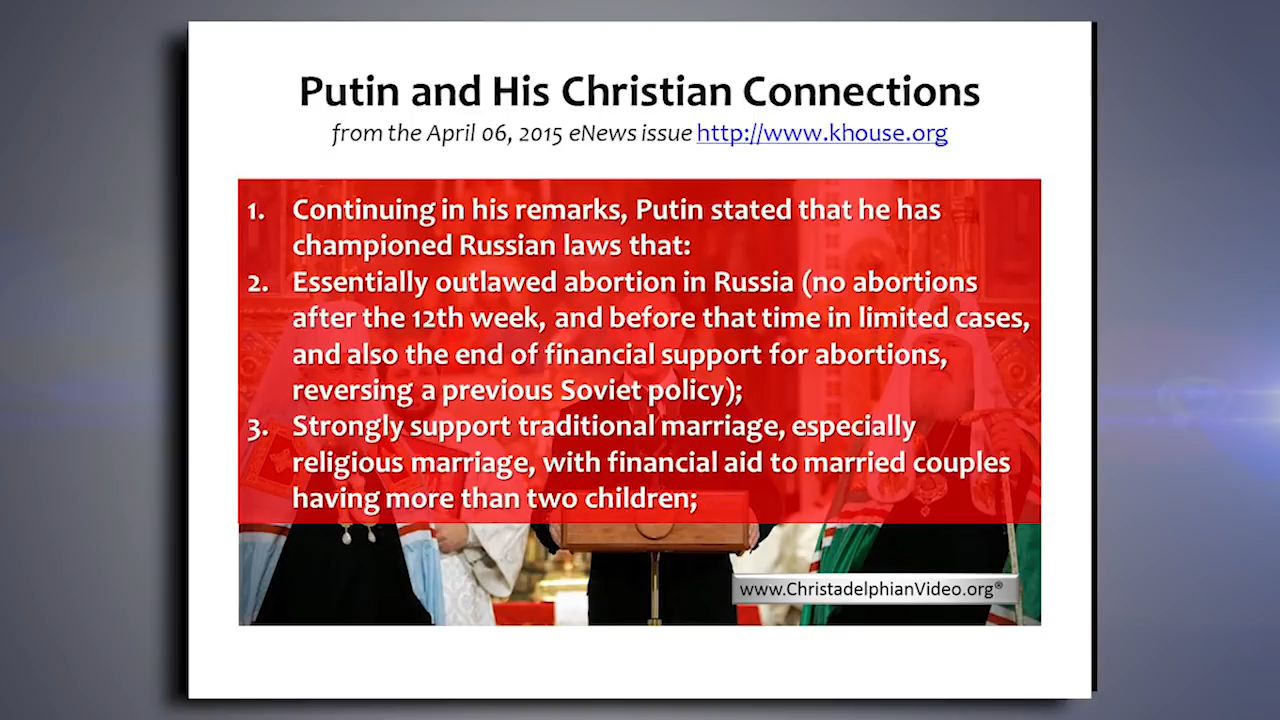 Putin and His Christian Connections
from the April 06, 2015 eNews issue http://www.khouse.org
1. Continuing in his remarks, Putin stated that he has
championed Russian laws that:
2. Essentially outlawed abortion in Russia (no abortions
after the 12th week, and before that time in limited cases,
and also the end of financial support for abortions,
reversing a previous Soviet policy);
3. Strongly support traditional marriage, especially
religious marriage, with financial aid to married couples
having more than two children;
www.ChristadelphianVideo.org®